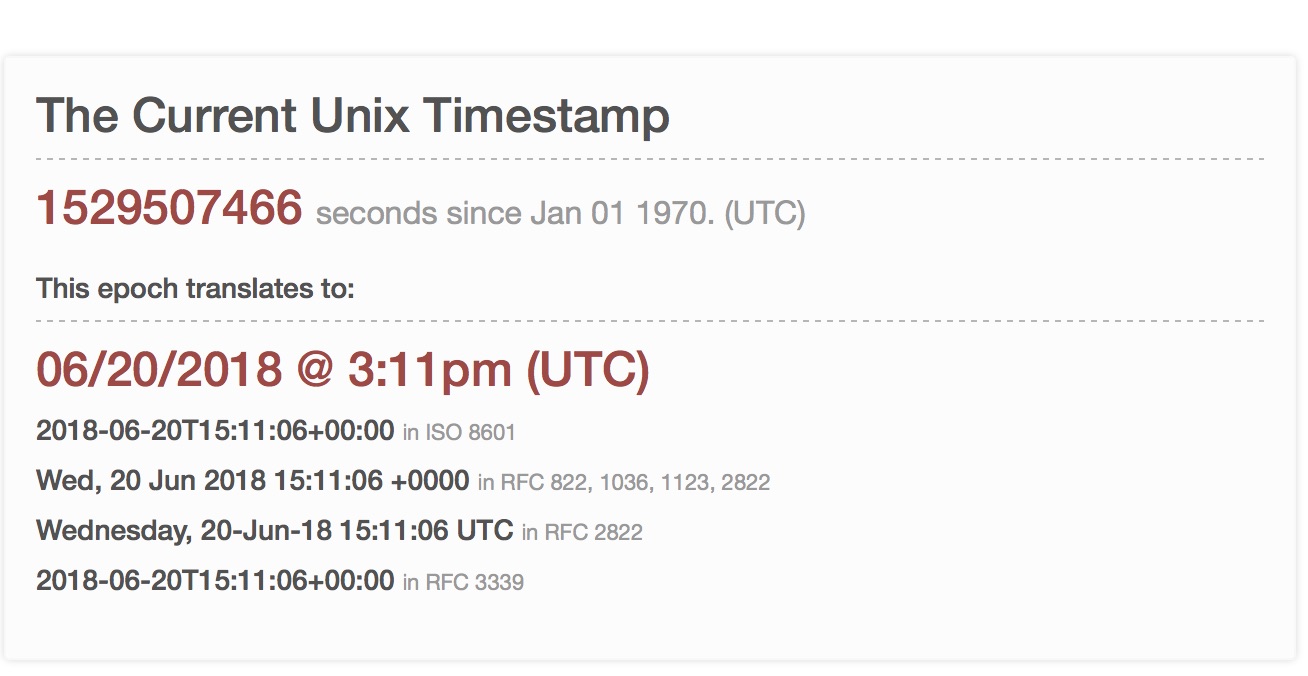 The Current Unix Timestamp
1529507466 seconds since Jan 01 1970. (UTC)
This epoch translates to:
06/20/2018 @ 3:11pm (UTC)
2018-06-20T15:11:06+00:00 in ISO 8601
Wed, 20 Jun 2018 15:11:06 +0000 in RFC 822, 1036, 1123, 2822
Wednesday, 20-Jun-18 15:11:06 UTC in RFC 2822
2018-06-20T15:11:06+00:00 in RFC 3339